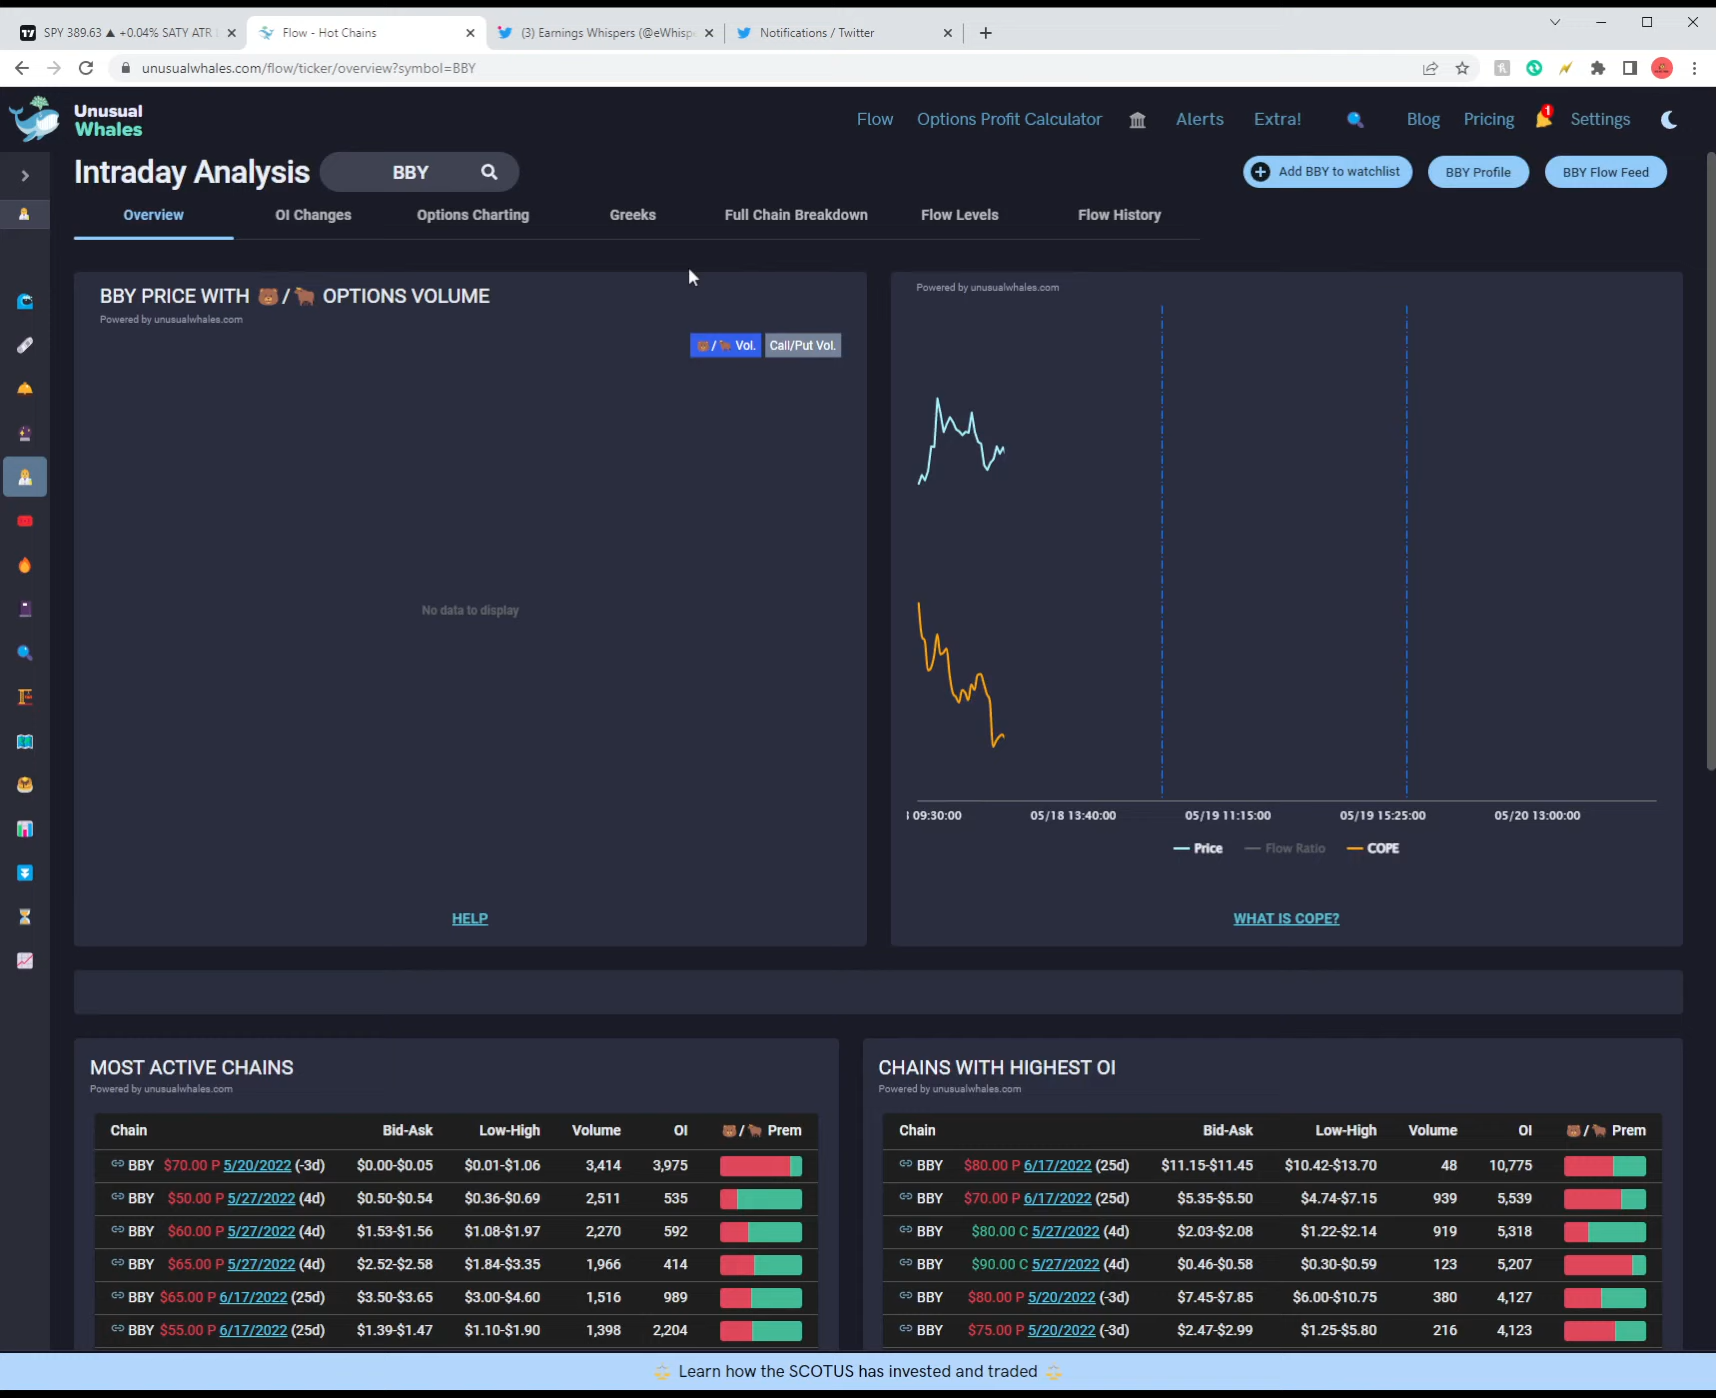 SPY 389.63 ▲ +0.04% SATY ATR
Flow - Hot Chains
(3) Earnings Whispers (@eWhisp
Notifications / Twitter
unusualwhales.com/flow/ticker/overview?symbol=BBY
Unusual
Whales
Flow Options Profit Calculator Alerts Extra! Blog Pricing 1 Settings
Intraday Analysis BBY
Add BBY to watchlist BBY Profile BBY Flow Feed
Overview OI Changes Options Charting Greeks Full Chain Breakdown Flow Levels Flow History
BBY PRICE WITH 🐻/🐂 OPTIONS VOLUME
Powered by unusualwhales.com
🐻/🐂 Vol. Call/Put Vol.
No data to display
HELP
Powered by unusualwhales.com
09:30:00 05/18 13:40:00 05/19 11:15:00 05/19 15:25:00 05/20 13:00:00
Price Flow Ratio COPE
WHAT IS COPE?
MOST ACTIVE CHAINS
Powered by unusualwhales.com
Chain Bid-Ask Low-High Volume OI 🐻/🐂 Prem
BBY $70.00 P 5/20/2022 (-3d) $0.00-$0.05 $0.01-$1.06 3,414 3,975
BBY $50.00 P 5/27/2022 (4d) $0.50-$0.54 $0.36-$0.69 2,511 535
BBY $60.00 P 5/27/2022 (4d) $1.53-$1.56 $1.08-$1.97 2,270 592
BBY $65.00 P 5/27/2022 (4d) $2.52-$2.58 $1.84-$3.35 1,966 414
BBY $65.00 P 6/17/2022 (25d) $3.50-$3.65 $3.00-$4.60 1,516 989
BBY $55.00 P 6/17/2022 (25d) $1.39-$1.47 $1.10-$1.90 1,398 2,204
CHAINS WITH HIGHEST OI
Powered by unusualwhales.com
Chain Bid-Ask Low-High Volume OI 🐻/🐂 Prem
BBY $80.00 P 6/17/2022 (25d) $11.15-$11.45 $10.42-$13.70 48 10,775
BBY $70.00 P 6/17/2022 (25d) $5.35-$5.50 $4.74-$7.15 939 5,539
BBY $80.00 C 5/27/2022 (4d) $2.03-$2.08 $1.22-$2.14 919 5,318
BBY $90.00 C 5/27/2022 (4d) $0.46-$0.58 $0.30-$0.59 123 5,207
BBY $80.00 P 5/20/2022 (-3d) $7.45-$7.85 $6.00-$10.75 380 4,127
BBY $75.00 P 5/20/2022 (-3d) $2.47-$2.99 $1.25-$5.80 216 4,123
Learn how the SCOTUS has invested and traded